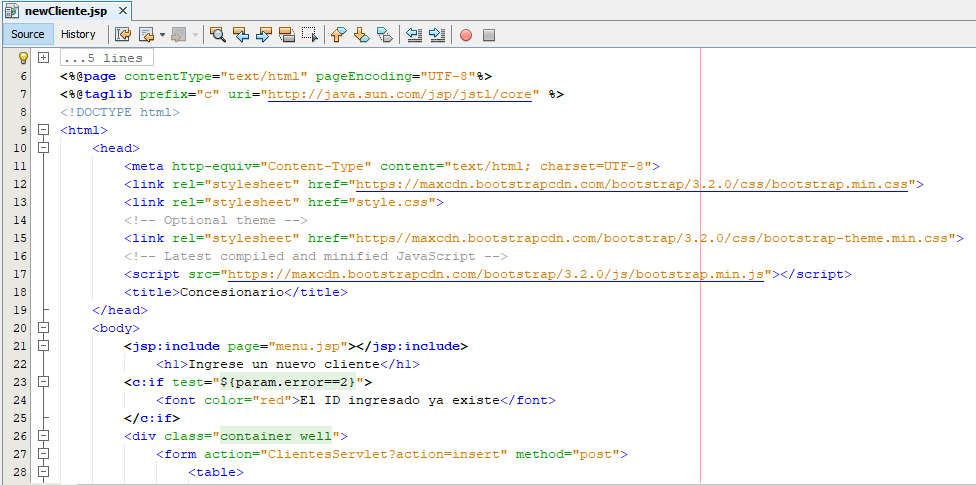 newCliente.jsp
Source History
...5 lines
6 <%@page contentType="text/html" pageEncoding="UTF-8"%>
7 <%@taglib prefix="c" uri="http://java.sun.com/jsp/jstl/core" %>
8 <!DOCTYPE html>
9 <html>
10 <head>
11 <meta http-equiv="Content-Type" content="text/html; charset=UTF-8">
12 <link rel="stylesheet" href="https://maxcdn.bootstrapcdn.com/bootstrap/3.2.0/css/bootstrap.min.css">
13 <link rel="stylesheet" href="style.css">
14 <!-- Optional theme -->
15 <link rel="stylesheet" href="https//maxcdn.bootstrapcdn.com/bootstrap/3.2.0/css/bootstrap-theme.min.css">
16 <!-- Latest compiled and minified JavaScript -->
17 <script src="https://maxcdn.bootstrapcdn.com/bootstrap/3.2.0/js/bootstrap.min.js"></script>
18 <title>Concesionario</title>
19 </head>
20 <body>
21 <jsp:include page="menu.jsp"></jsp:include>
22 <h1>Ingrese un nuevo cliente</h1>
23 <c:if test="${param.error==2}">
24 <font color="red">El ID ingresado ya existe</font>
25 </c:if>
26 <div class="container well">
27 <form action="ClientesServlet?action=insert" method="post">
28 <table>